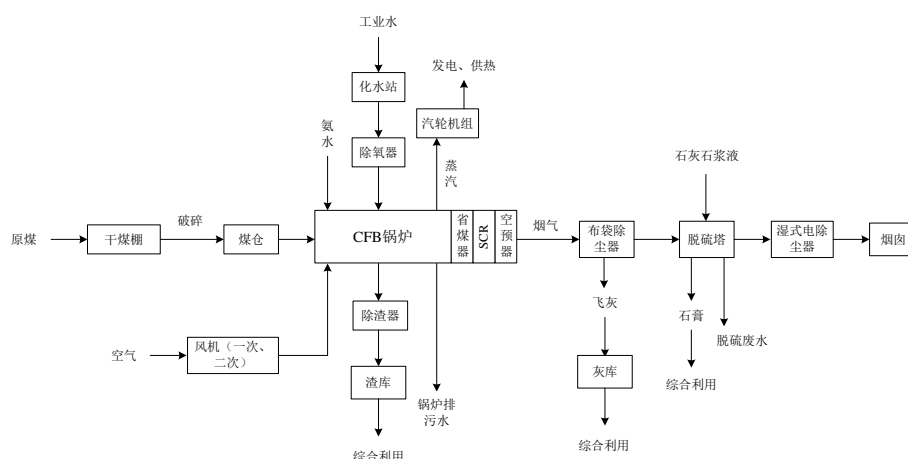 工业水
发电、供热
化水站
汽轮机组
氨
水
除氧器
蒸
汽
石灰石浆液
原煤
干煤棚
破碎
煤仓
CFB锅炉
省
煤
器
SCR
空
预
器
烟气
布袋除
尘器
脱硫塔
湿式电除
尘器
烟囱
飞灰
石膏
脱硫废水
除渣器
空气
风机（一次、
二次）
渣库
锅炉排
污水
灰库
综合利用
综合利用
综合利用